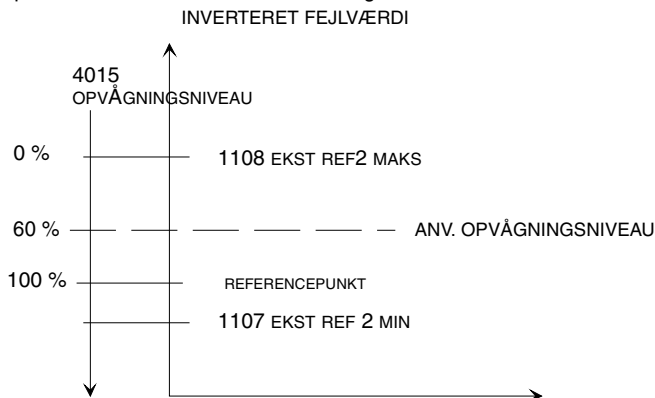 INVERTERET FEJLVÆRDI
4015
OPVÅGNINGSNIVEAU
0 %
1108 EKST REF2 MAKS
60 %
ANV. OPVÅGNINGSNIVEAU
100 %
REFERENCEPUNKT
1107 EKST REF 2 MIN